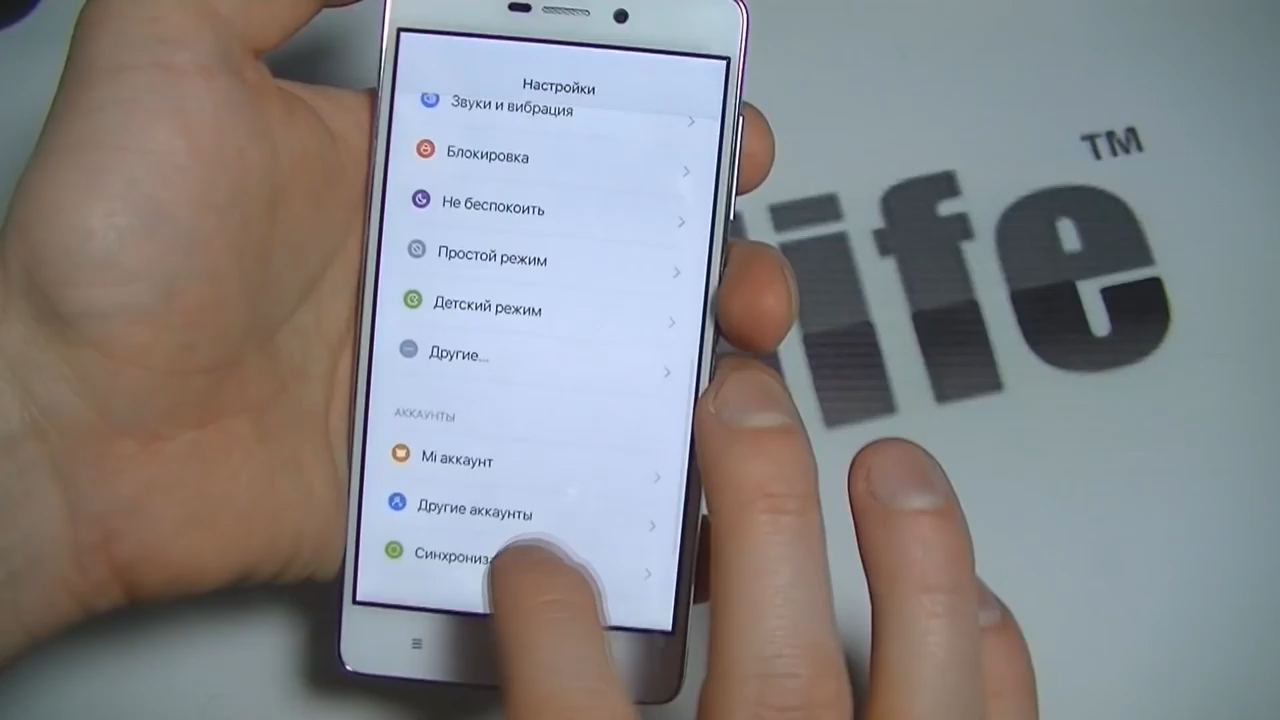 Настройки
Звуки и вибрация
Блокировка
Не беспокоить
Простой режим
Детский режим
Другие...
АККАУНТЫ
Mi аккаунт
Другие аккаунты
life
TM